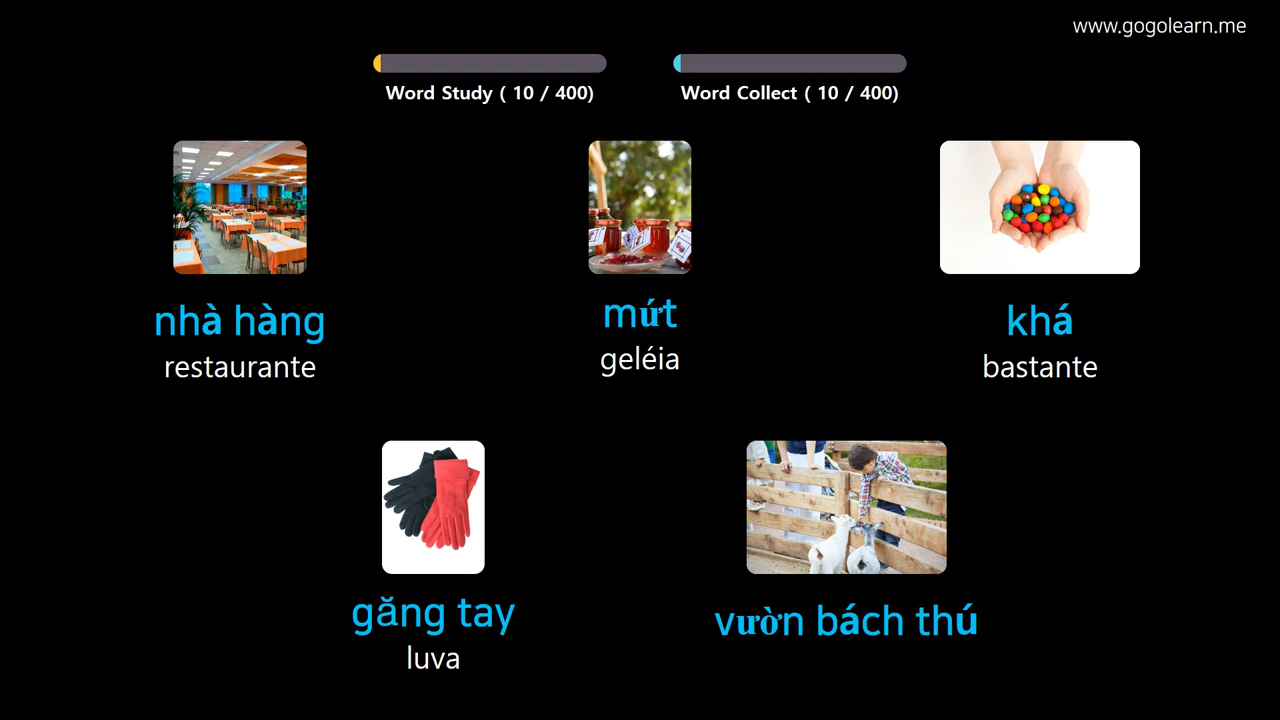 www.gogolearn.me
Word Study ( 10 / 400)
Word Collect ( 10 / 400)
nhà hàng
restaurante
mứt
geléia
khá
bastante
găng tay
luva
vườn bách thú